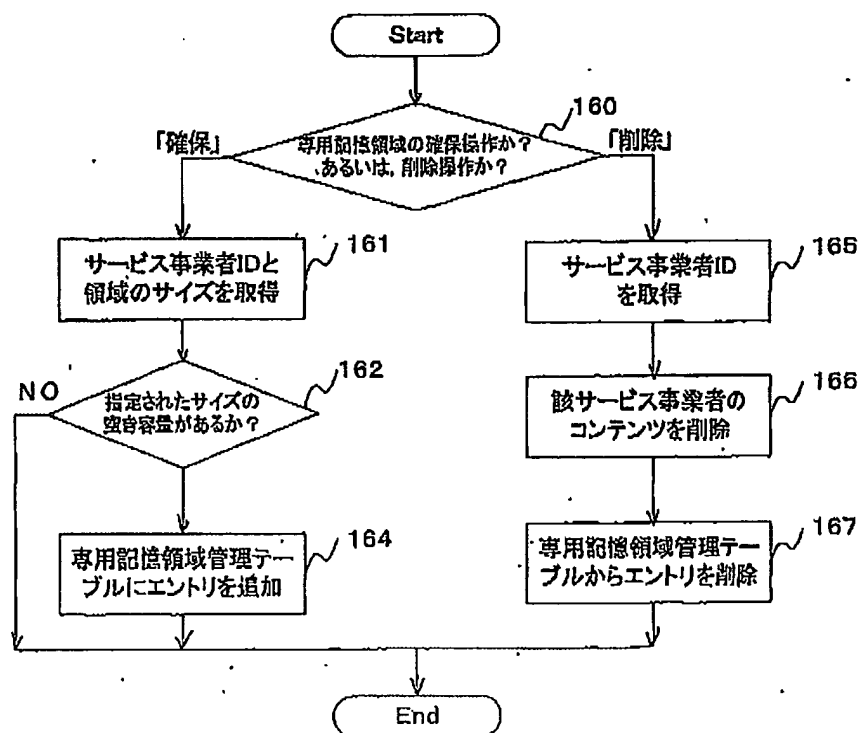 Start
160
専用記憶領域の確保操作か？
あるいは，削除操作か？
「確保」
「削除」
161
サービス事業者IDと
領域のサイズを取得
162
NO
指定されたサイズの
空き容量があるか？
164
専用記憶領域管理テー
ブルにエントリを追加
165
サービス事業者ID
を取得
166
該サービス事業者の
コンテンツを削除
167
専用記憶領域管理テー
ブルからエントリを削除
End